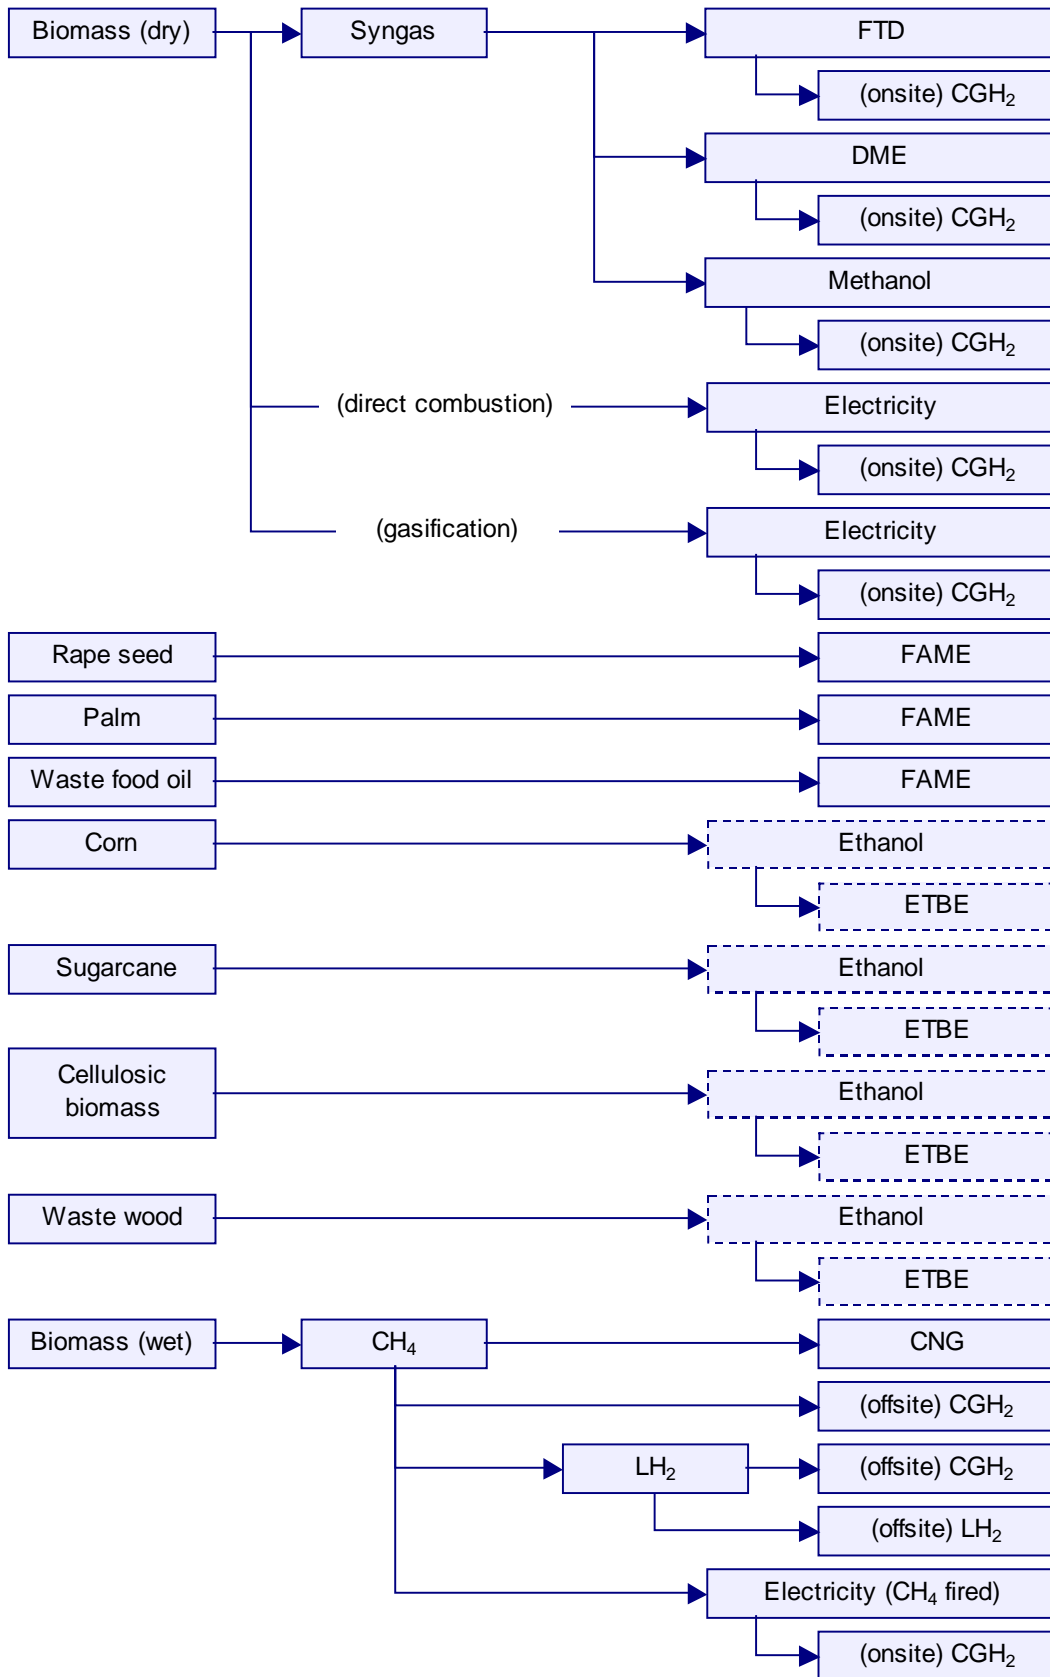 Biomass (dry)
Syngas
FTD
(onsite) CGH₂
DME
(onsite) CGH₂
Methanol
(onsite) CGH₂
(direct combustion)
Electricity
(onsite) CGH₂
(gasification)
Electricity
(onsite) CGH₂
Rape seed
FAME
Palm
FAME
Waste food oil
FAME
Corn
Ethanol
ETBE
Sugarcane
Ethanol
ETBE
Cellulosic
biomass
Ethanol
ETBE
Waste wood
Ethanol
ETBE
Biomass (wet)
CH₄
CNG
(offsite) CGH₂
LH₂
(offsite) CGH₂
(offsite) LH₂
Electricity (CH₄ fired)
(onsite) CGH₂